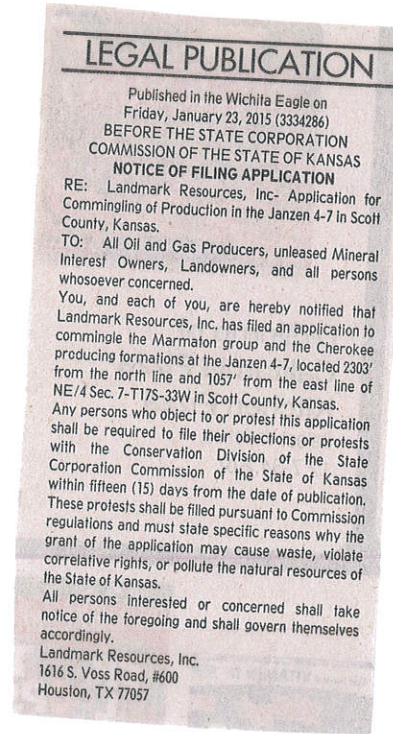 LEGAL PUBLICATION
Published in the Wichita Eagle on
Friday, January 23, 2015 (3334286)
BEFORE THE STATE CORPORATION
COMMISSION OF THE STATE OF KANSAS
NOTICE OF FILING APPLICATION
RE: Landmark Resources, Inc- Application for
Commingling of Production in the Janzen 4-7 in Scott
County, Kansas.
TO: All Oil and Gas Producers, unleased Mineral
Interest Owners, Landowners, and all persons
whosoever concerned.
You, and each of you, are hereby notified that
Landmark Resources, Inc. has filed an application to
commingle the Marmaton group and the Cherokee
producing formations at the Janzen 4-7, located 2303'
from the north line and 1057' from the east line of
NE/4 Sec. 7-T17S-33W in Scott County, Kansas.
Any persons who object to or protest this application
shall be required to file their objections or protests
with the Conservation Division of the State
Corporation Commission of the State of Kansas
within fifteen (15) days from the date of publication.
These protests shall be filled pursuant to Commission
regulations and must state specific reasons why the
grant of the application may cause waste, violate
correlative rights, or pollute the natural resources of
the State of Kansas.
All persons interested or concerned shall take
notice of the foregoing and shall govern themselves
accordingly.
Landmark Resources, Inc.
1616 S. Voss Road, #600
Houston, TX 77057